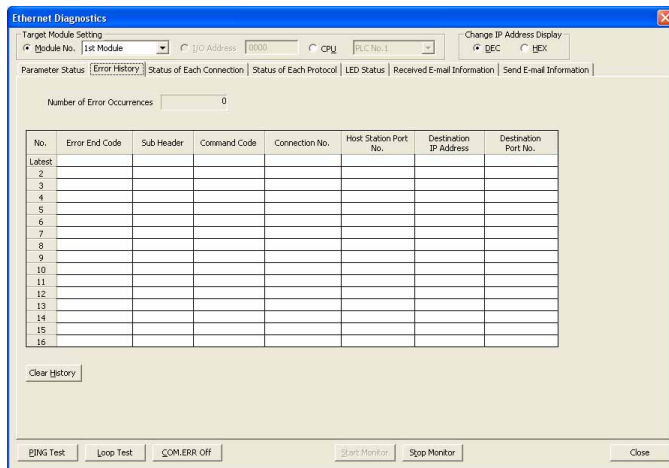 Ethernet Diagnostics
Target Module Setting
Module No. 1st Module I/O Address 0000 CPU PLC No.1
Change IP Address Display
DEC HEX
Parameter Status Error History Status of Each Connection Status of Each Protocol LED Status Received E-mail Information Send E-mail Information
Number of Error Occurrences 0
No. Error End Code Sub Header Command Code Connection No. Host Station Port No. Destination IP Address Destination Port No.
Latest
2
3
4
5
6
7
8
9
10
11
12
13
14
15
16
Clear History
PING Test Loop Test COM.ERR Off Start Monitor Stop Monitor Close